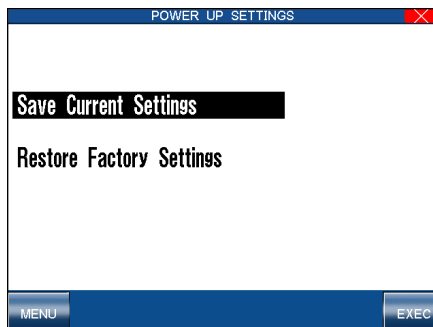 POWER UP SETTINGS
Save Current Settings
Restore Factory Settings
MENU
EXEC